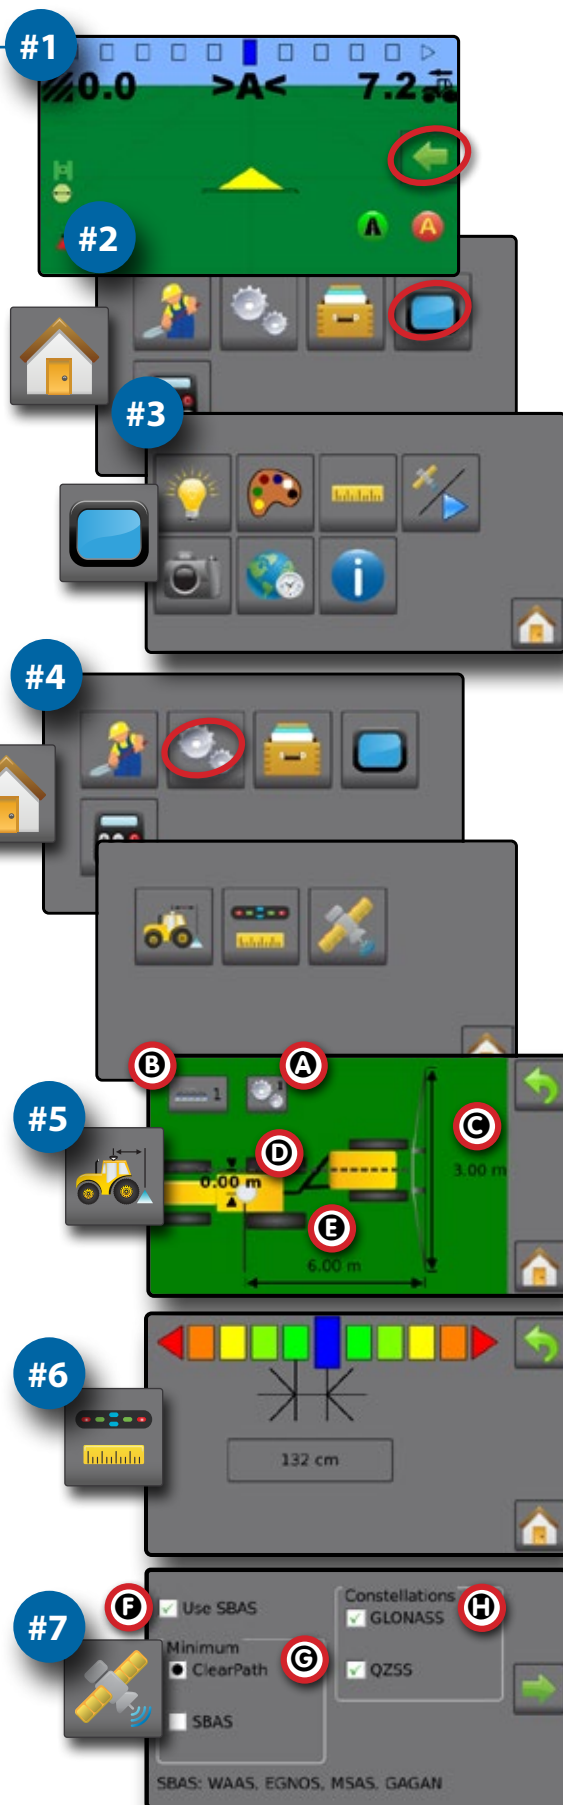 #1
0.0 >A< 7.2
A
#2
#3
#4
#5
B
A
1
1
C
D
0.00 m
3.00 m
E
6.00 m
#6
132 cm
#7
F
Use SBAS
Constellations
H
GLONASS
Minimum
G
ClearPath
QZSS
SBAS
SBAS: WAAS, EGNOS, MSAS, GAGAN